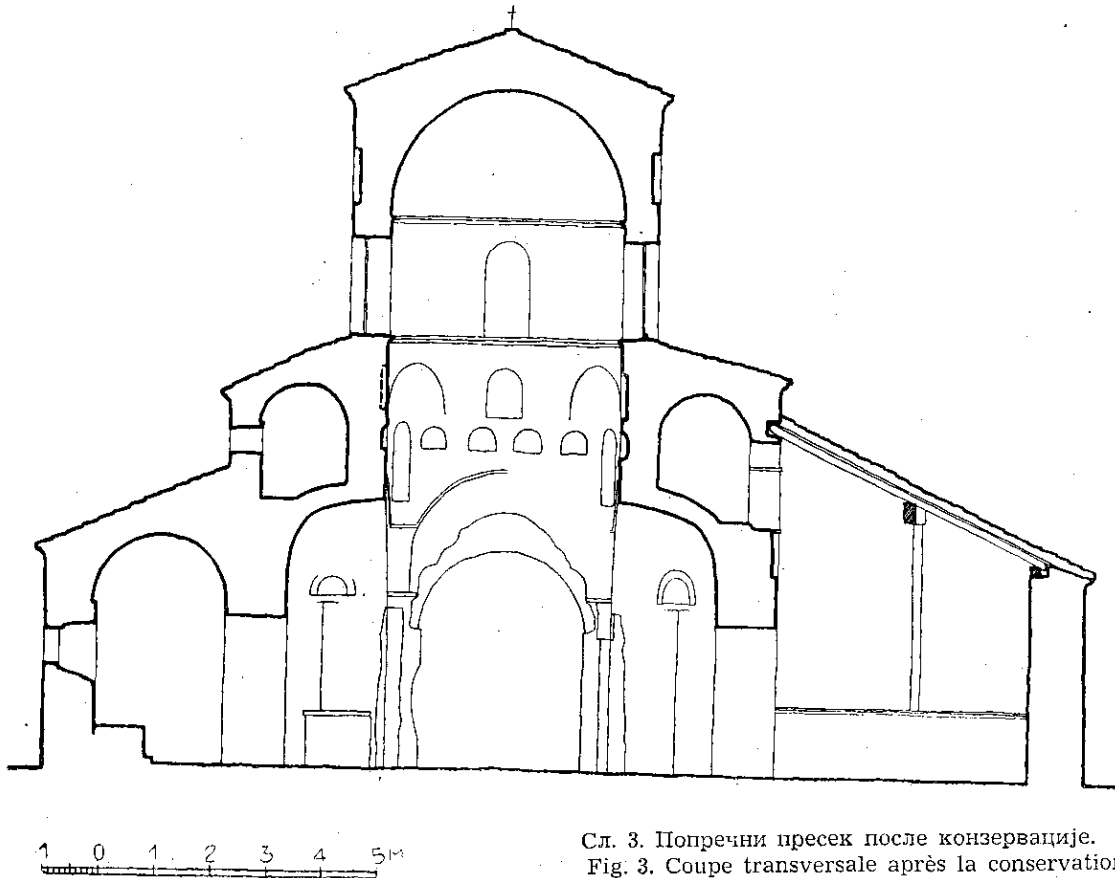 1 0 1 2 3 4 5 м
Сл. 3. Попречни пресек после конзервације.
Fig. 3. Coupe transversale après la conservation